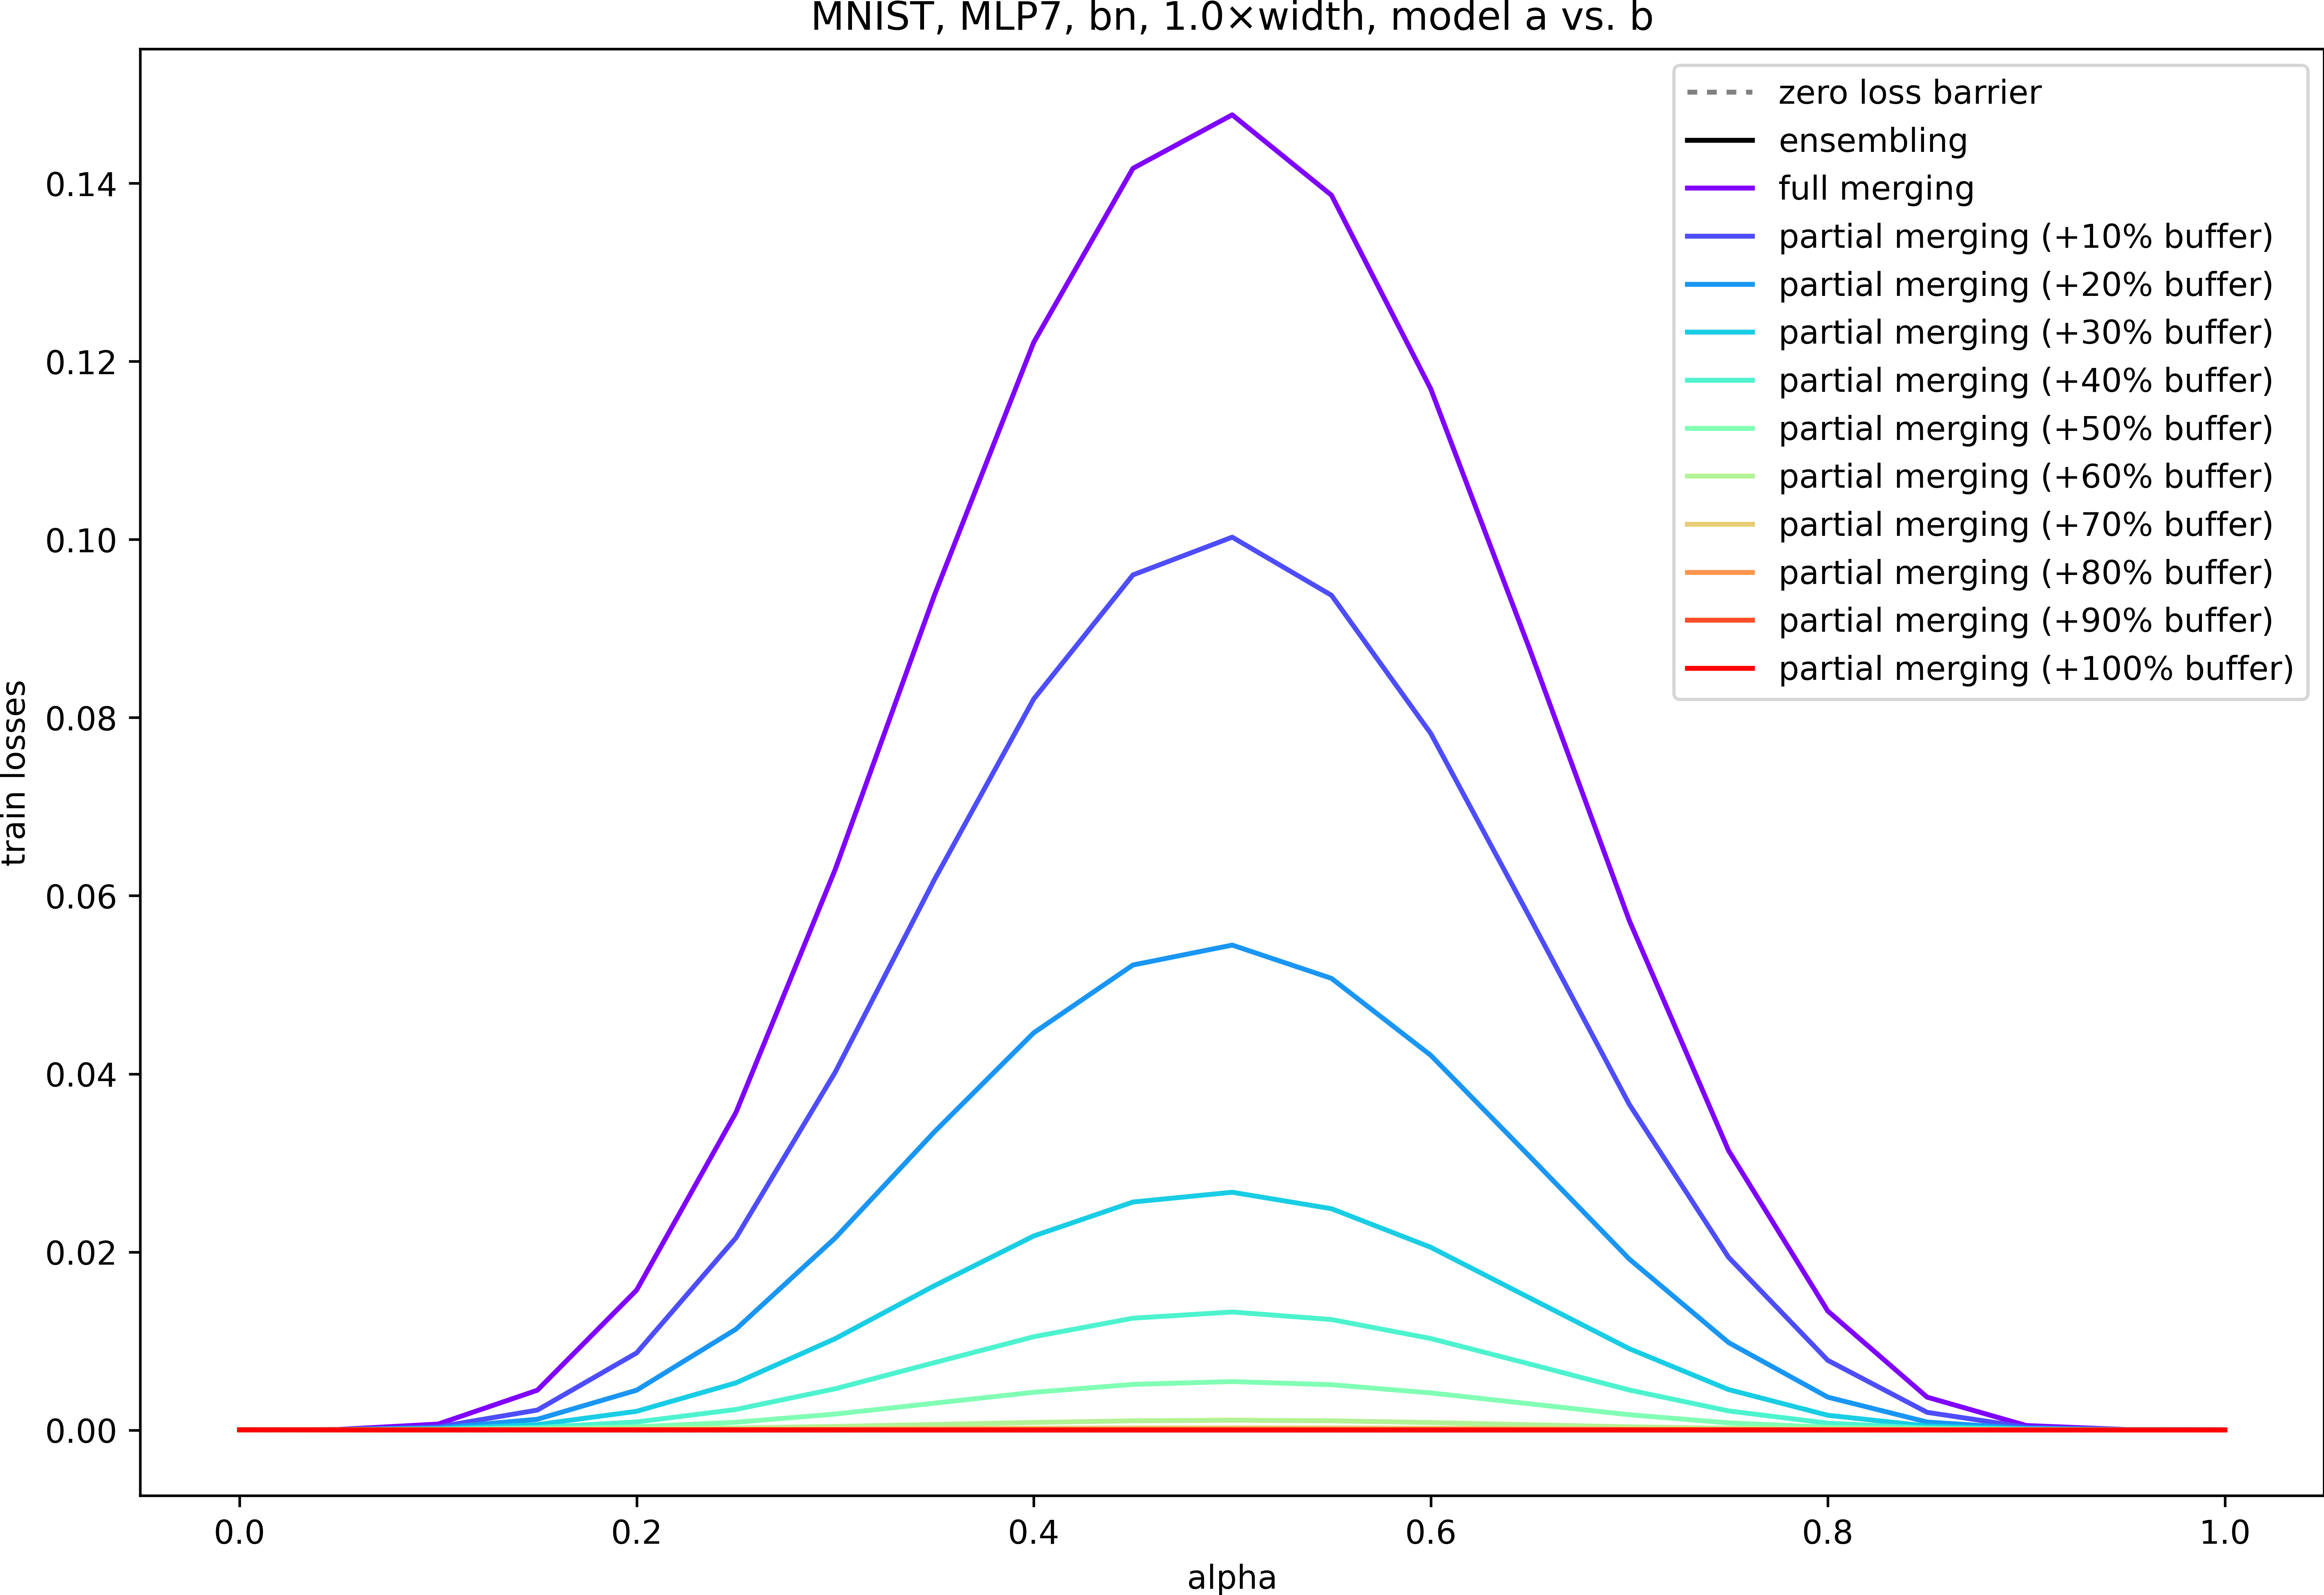 MNIST, MLP7, bn, 1.0×width, model a vs. b
zero loss barrier
ensembling
full merging
partial merging (+10% buffer)
partial merging (+20% buffer)
partial merging (+30% buffer)
partial merging (+40% buffer)
partial merging (+50% buffer)
partial merging (+60% buffer)
partial merging (+70% buffer)
partial merging (+80% buffer)
partial merging (+90% buffer)
partial merging (+100% buffer)
train losses
0.14
0.12
0.10
0.08
0.06
0.04
0.02
0.00
0.0 0.2 0.4 0.6 0.8 1.0
alpha